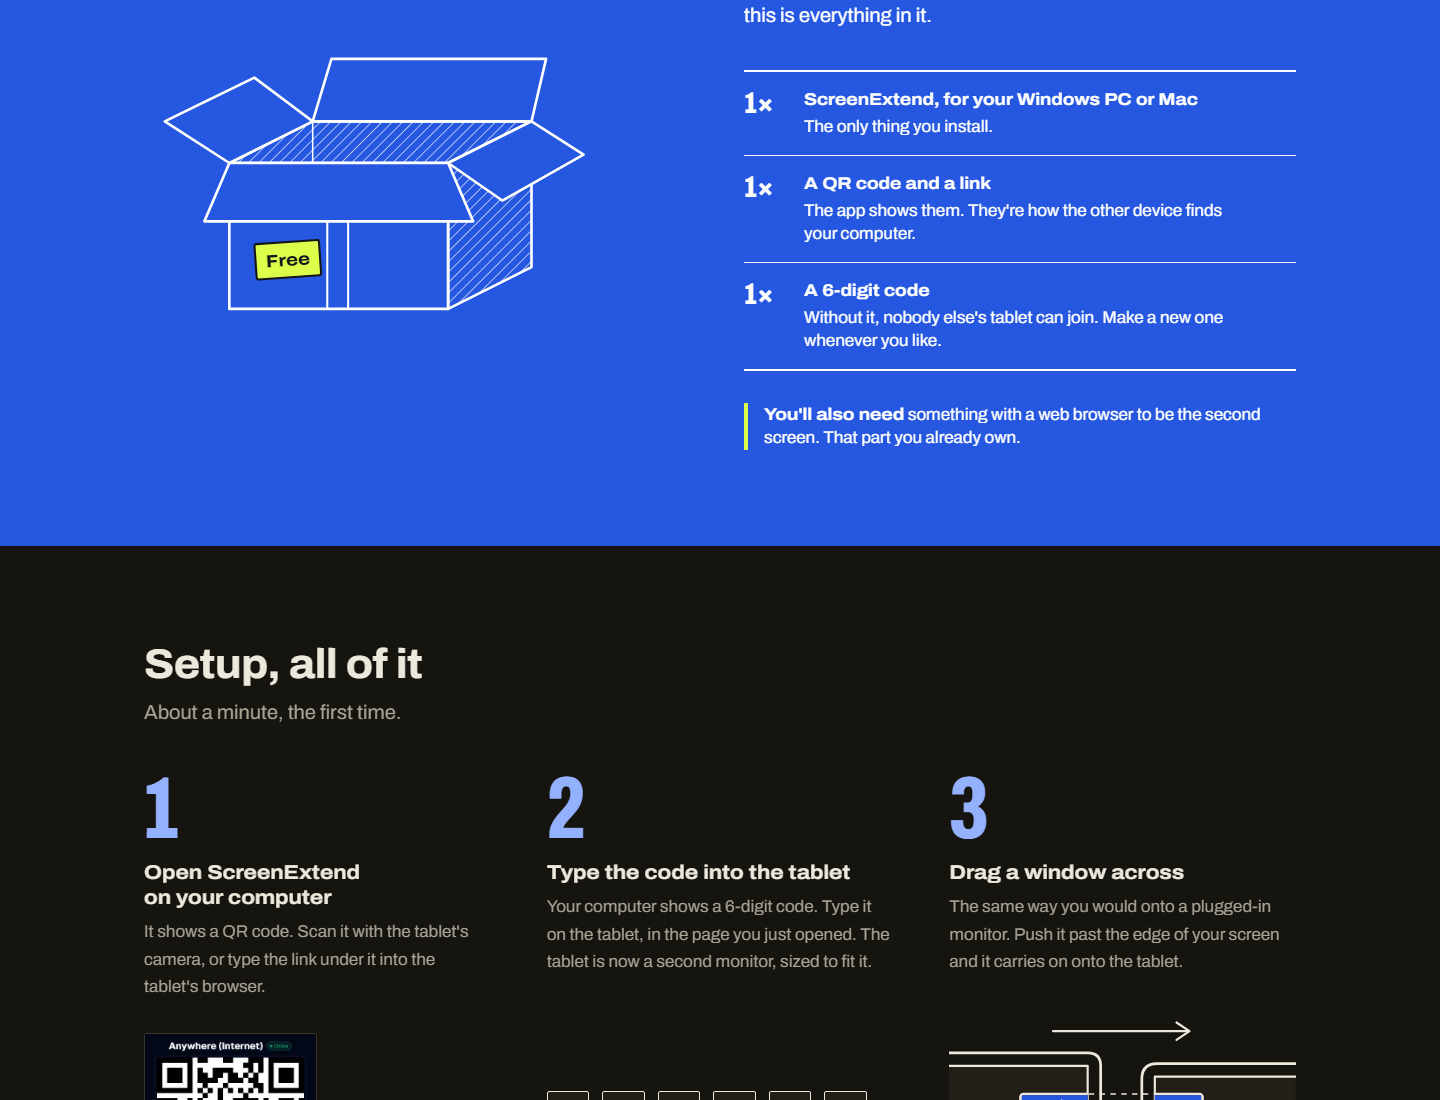 this is everything in it.
1× ScreenExtend, for your Windows PC or Mac
The only thing you install.
1× A QR code and a link
The app shows them. They're how the other device finds
your computer.
1× A 6-digit code
Without it, nobody else's tablet can join. Make a new one
whenever you like.
You'll also need something with a web browser to be the second
screen. That part you already own.
Free
Setup, all of it
About a minute, the first time.
1
Open ScreenExtend
on your computer
It shows a QR code. Scan it with the tablet's
camera, or type the link under it into the
tablet's browser.
Anywhere (Internet) Online
2
Type the code into the tablet
Your computer shows a 6-digit code. Type it
on the tablet, in the page you just opened. The
tablet is now a second monitor, sized to fit it.
3
Drag a window across
The same way you would onto a plugged-in
monitor. Push it past the edge of your screen
and it carries on onto the tablet.